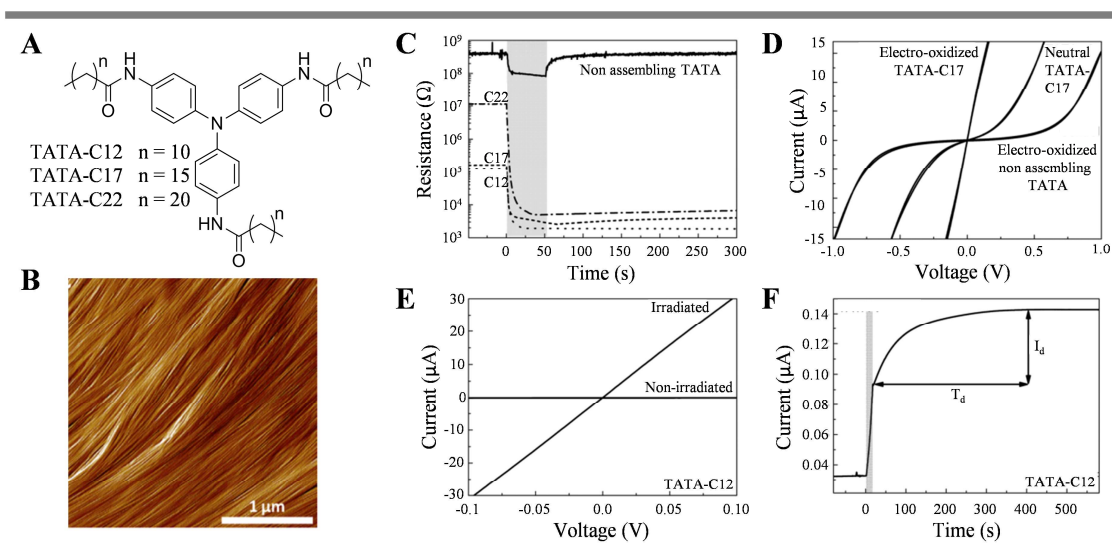 A
H
N
n
O
H
N
O
n
N
TATA-C12 n = 10
TATA-C17 n = 15
TATA-C22 n = 20
NH
O
n
B
1 μm
C
Resistance (Ω)
10⁹
10⁸
10⁷
10⁶
10⁵
10⁴
10³
Non assembling TATA
C22
C17
C12
0 50 100 150 200 250 300
Time (s)
D
Current (μA)
15
10
5
0
-5
-10
-15
Electro-oxidized
TATA-C17
Neutral
TATA-
C17
Electro-oxidized
non assembling
TATA
-1.0 -0.5 0.0 0.5 1.0
Voltage (V)
E
Current (μA)
30
20
10
0
-10
-20
-30
Irradiated
Non-irradiated
TATA-C12
-0.1 -0.05 0.0 0.05 0.10
Voltage (V)
F
Current (μA)
0.14
0.12
0.10
0.08
0.06
0.04
I_d
T_d
TATA-C12
0 100 200 300 400 500
Time (s)